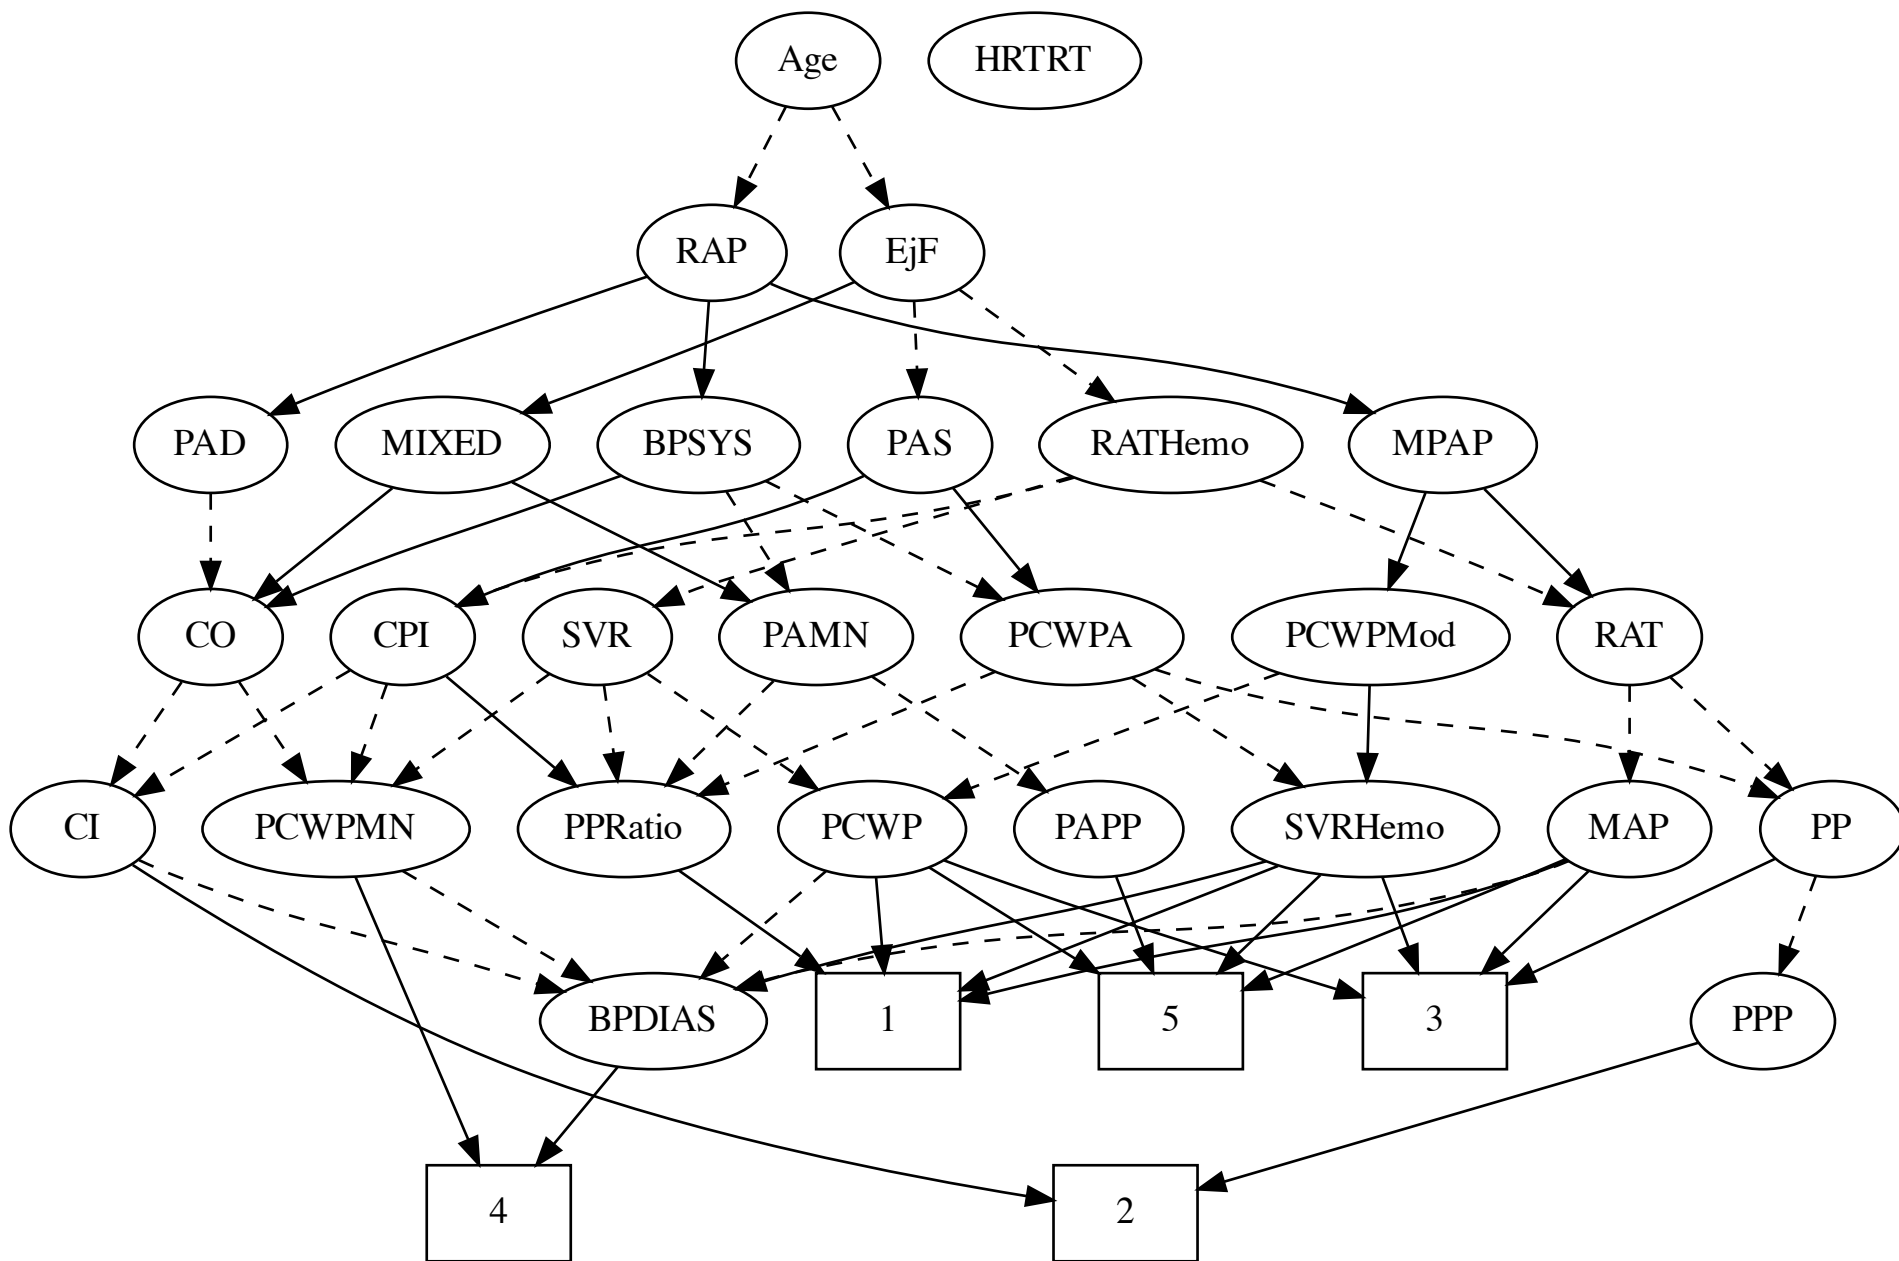 Age
HRTRT
RAP
EjF
PAD
MIXED
BPSYS
PAS
RATHemo
MPAP
CO
CPI
SVR
PAMN
PCWPA
PCWPMod
RAT
CI
PCWPMN
PPRatio
PCWP
PAPP
SVRHemo
MAP
PP
BPDIAS
1
5
3
PPP
4
2